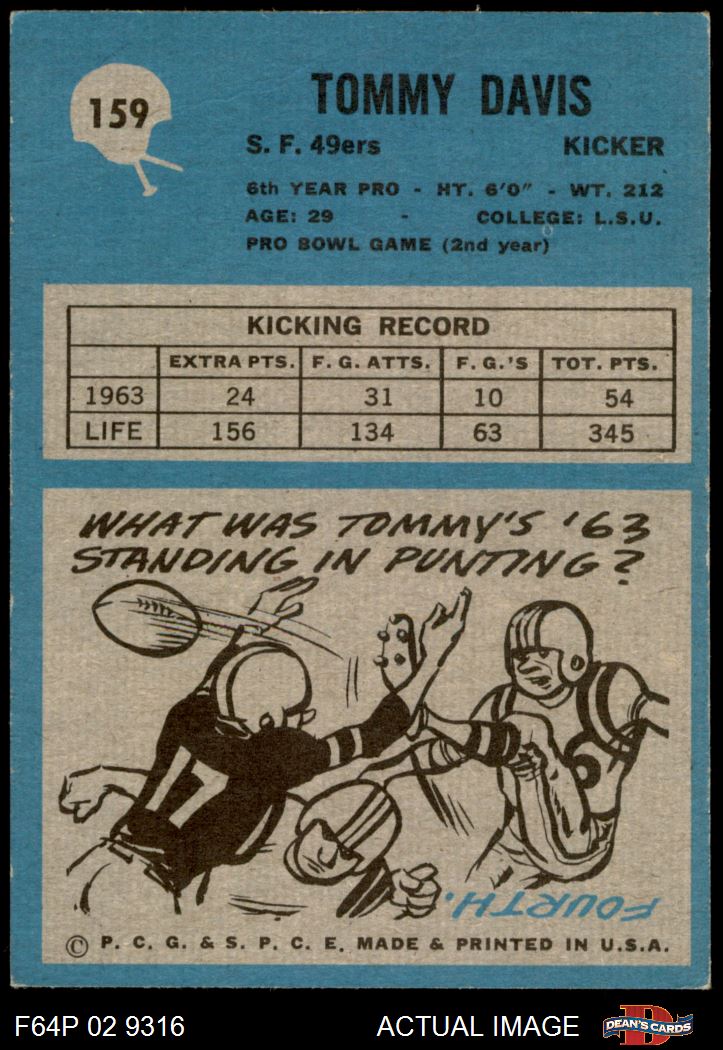 159
TOMMY DAVIS
S. F. 49ers KICKER
6th YEAR PRO - HT. 6'0" - WT. 212
AGE: 29 - COLLEGE: L.S.U.
PRO BOWL GAME (2nd year)
KICKING RECORD
EXTRA PTS. F. G. ATTS. F. G.'S TOT. PTS.
1963 24 31 10 54
LIFE 156 134 63 345
WHAT WAS TOMMY'S '63
STANDING IN PUNTING?
17
6
FOURTH.
© P. C. G. & S. P. C. E. MADE & PRINTED IN U.S.A.
F64P 02 9316 ACTUAL IMAGE D DEAN'S CARDS